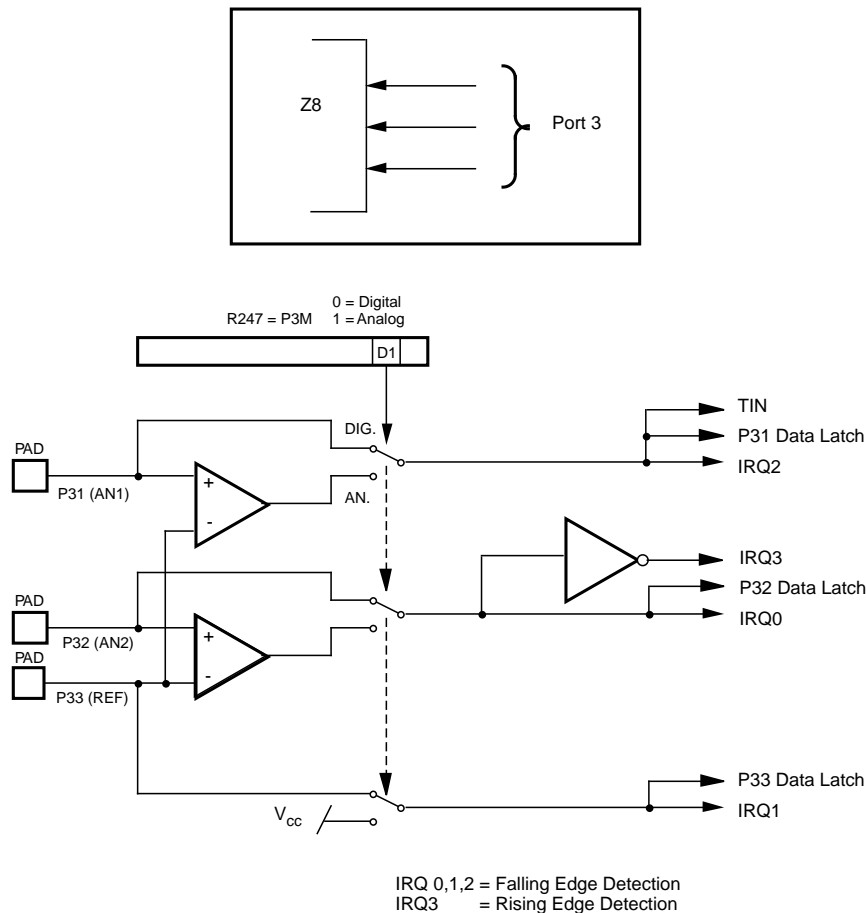 Z8
Port 3
0 = Digital
R247 = P3M 1 = Analog
D1
TIN
DIG.
P31 Data Latch
PAD
IRQ2
P31 (AN1)
+
AN.
-
IRQ3
PAD
P32 Data Latch
IRQ0
P32 (AN2)
+
PAD
-
P33 (REF)
P33 Data Latch
Vcc
IRQ1
IRQ 0,1,2 = Falling Edge Detection
IRQ3 = Rising Edge Detection